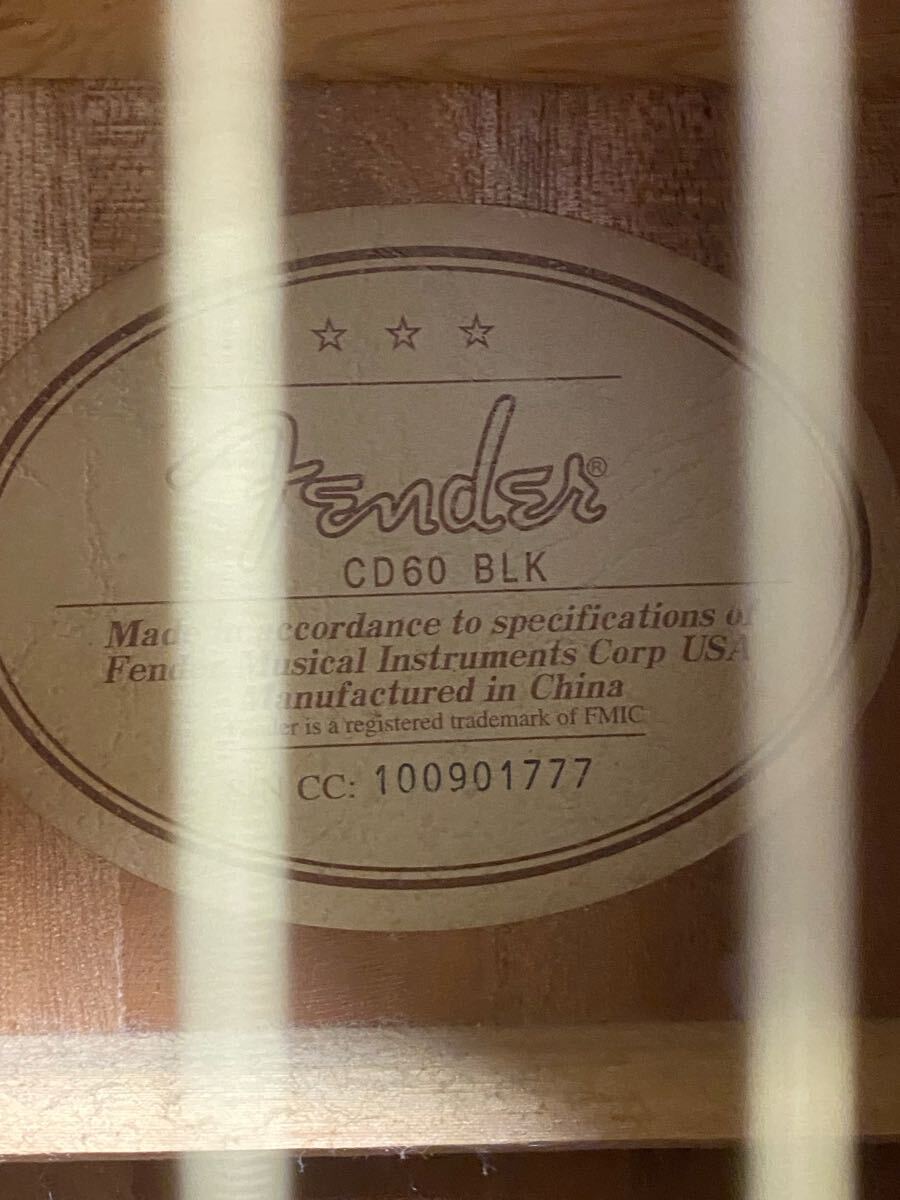 ☆ ☆ ☆
Fender®
CD60 BLK
accordance to specifications
Musical Instruments Corp USA
Manufactured in China
is a registered trademark of FMIC
CC: 100901777